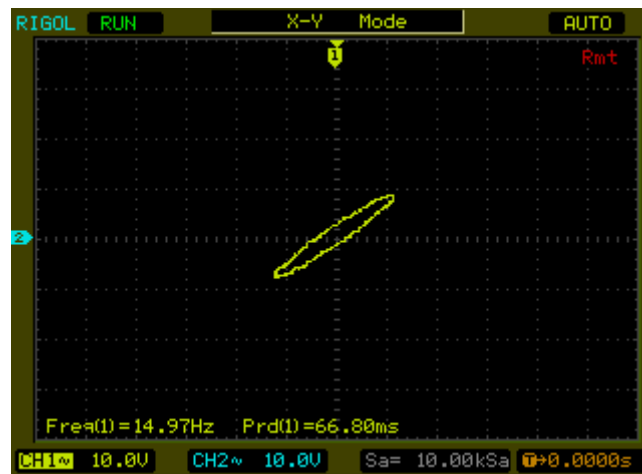 RIGOL RUN X-Y Mode AUTO
1
Rmt
2
Freq(1)=14.97Hz Prd(1)=66.80ms
CH1~ 10.0V CH2~ 10.0V Sa= 10.00kSa T→0.0000s